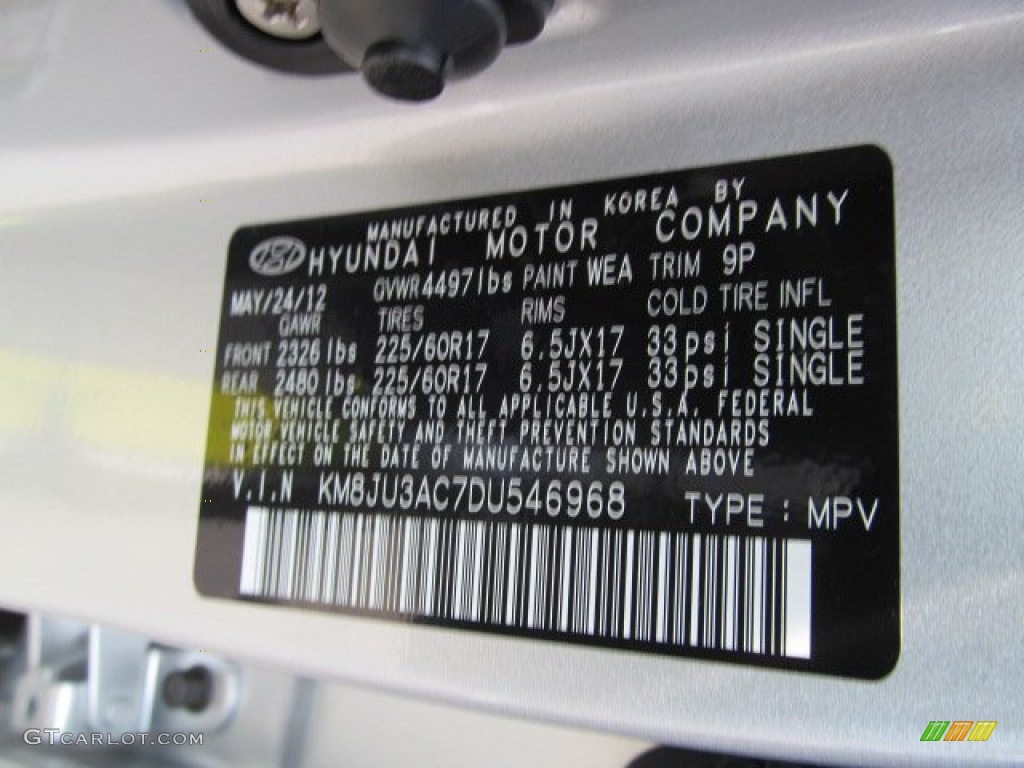 MANUFACTURED IN KOREA BY
HYUNDAI MOTOR COMPANY
MAY/24/12 GVWR 4497lbs PAINT WEA TRIM 9P
GAWR TIRES RIMS COLD TIRE INFL
FRONT 2326lbs 225/60R17 6.5JX17 33psi SINGLE
REAR 2480lbs 225/60R17 6.5JX17 33psi SINGLE
THIS VEHICLE CONFORMS TO ALL APPLICABLE U.S.A. FEDERAL
MOTOR VEHICLE SAFETY AND THEFT PREVENTION STANDARDS
IN EFFECT ON THE DATE OF MANUFACTURE SHOWN ABOVE
V.I.N KM8JU3AC7DU546968 TYPE : MPV
GTCARLOT.COM